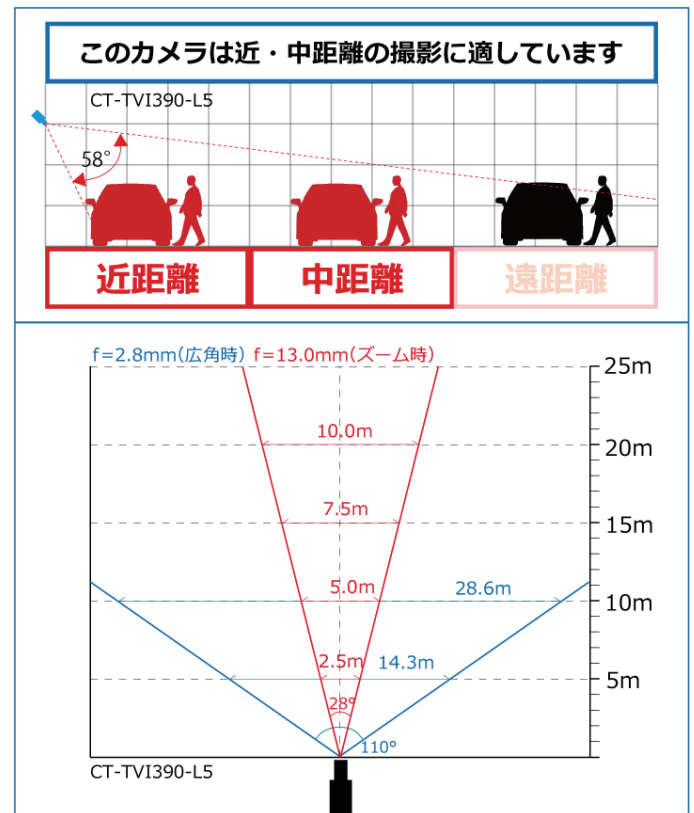 このカメラは近・中距離の撮影に適しています
CT-TVI390-L5
58°
近距離 中距離 遠距離
f=2.8mm(広角時) f=13.0mm(ズーム時)
25m
10.0m
20m
7.5m
15m
5.0m 28.6m
10m
2.5m 14.3m
5m
28°
110°
CT-TVI390-L5